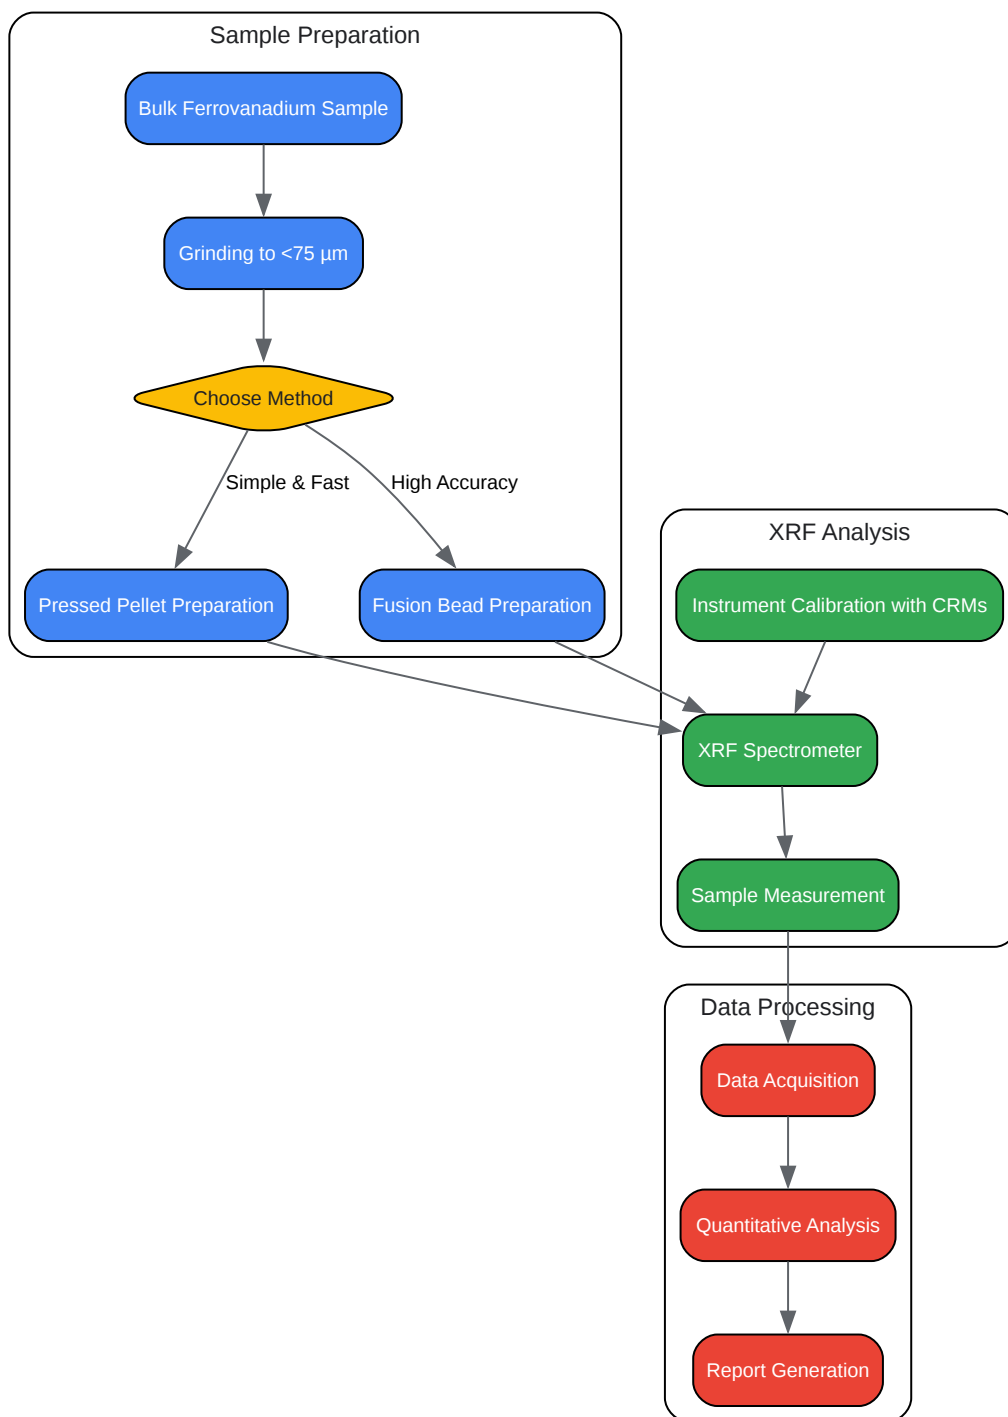 Sample Preparation
Bulk Ferrovanadium Sample
Grinding to <75 µm
Choose Method
Simple & Fast
High Accuracy
Pressed Pellet Preparation
Fusion Bead Preparation
XRF Analysis
Instrument Calibration with CRMs
XRF Spectrometer
Sample Measurement
Data Processing
Data Acquisition
Quantitative Analysis
Report Generation